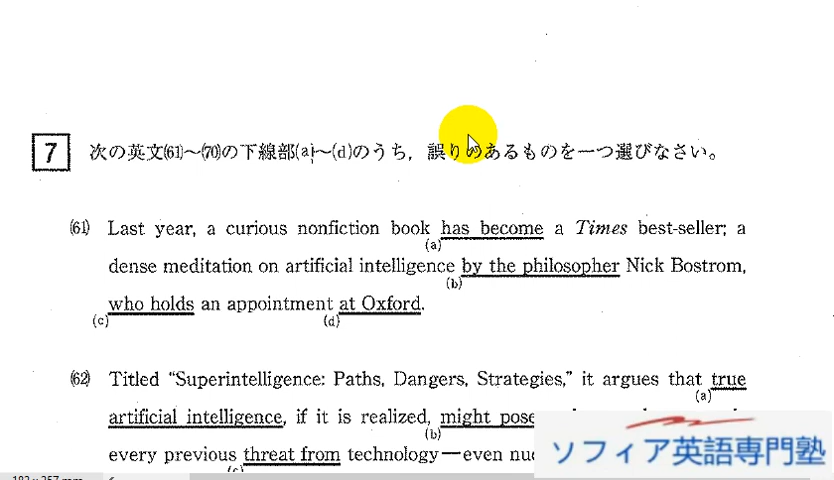 7 次の英文(61)～(70)の下線部(a)～(d)のうち，誤りのあるものを一つ選びなさい。
(61) Last year, a curious nonfiction book has become a Times best-seller; a
(a)
dense meditation on artificial intelligence by the philosopher Nick Bostrom,
(b)
who holds an appointment at Oxford.
(c) (d)
(62) Titled “Superintelligence: Paths, Dangers, Strategies,” it argues that true
(a)
artificial intelligence, if it is realized, might pose
(b)
every previous threat from technology—even
(c)
ソフィア英語専門塾